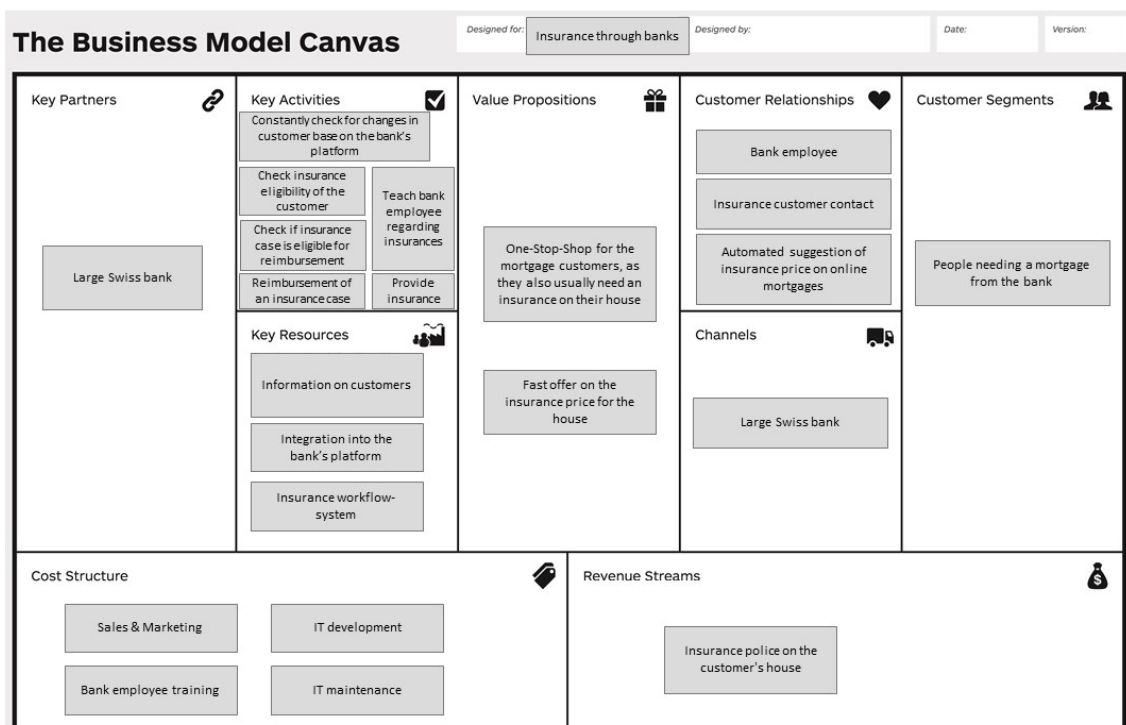 The Business Model Canvas
Designed for:
Insurance through banks
Designed by:
Date:
Version:
Key Partners
Large Swiss bank
Key Activities
Constantly check for changes in
customer base on the bank's
platform
Check insurance
eligibility of the
customer
Teach bank
employee
regarding
insurances
Check if insurance
case is eligible for
reimbursement
Reimbursement of
an insurance case
Provide
insurance
Key Resources
Information on customers
Integration into the
bank's platform
Insurance workflow-
system
Value Propositions
One-Stop-Shop for the
mortgage customers, as
they also usually need an
insurance on their house
Fast offer on the
insurance price for the
house
Customer Relationships
Bank employee
Insurance customer contact
Automated suggestion of
insurance price on online
mortgages
Channels
Large Swiss bank
Customer Segments
People needing a mortgage
from the bank
Cost Structure
Sales & Marketing
IT development
Bank employee training
IT maintenance
Revenue Streams
$
Insurance police on the
customer's house